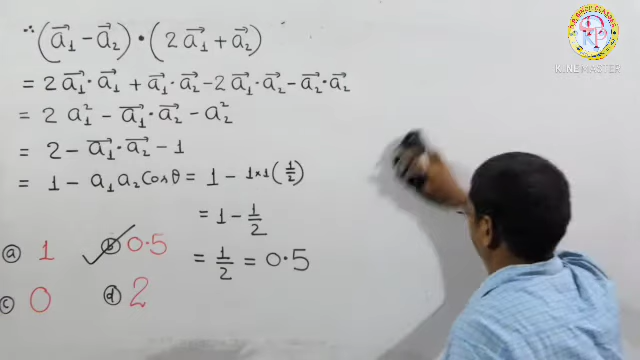 ∵ (a⃗₁ − a⃗₂) • (2a⃗₁ + a⃗₂)
= 2a⃗₁·a⃗₁ + a⃗₁·a⃗₂ − 2a⃗₁·a⃗₂ − a⃗₂·a⃗₂
= 2a₁² − a⃗₁·a⃗₂ − a₂²
= 2 − a⃗₁·a⃗₂ − 1
= 1 − a₁a₂Cosθ = 1 − 1×1(1/2)
= 1 − 1/2
= 1/2 = 0·5
ⓐ 1 ⓑ 0·5
ⓒ 0 ⓓ 2
KINEMASTER